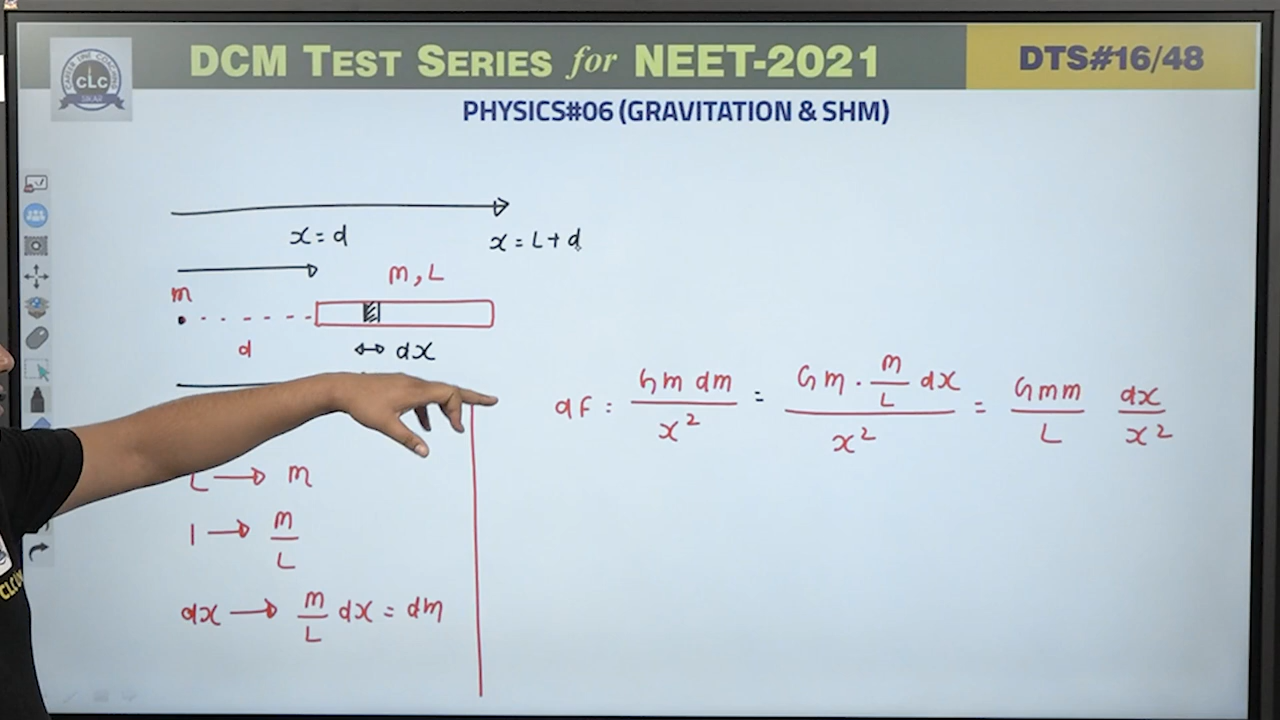 DCM TEST SERIES for NEET-2021
DTS#16/48
CLC
PHYSICS#06 (GRAVITATION & SHM)
x = d
x = L + d
m, L
m
d
dx
dF = Gm dm / x² = Gm · m/L dx / x² = Gmm / L dx / x²
L → m
1 → m/L
dx → m/L dx = dm